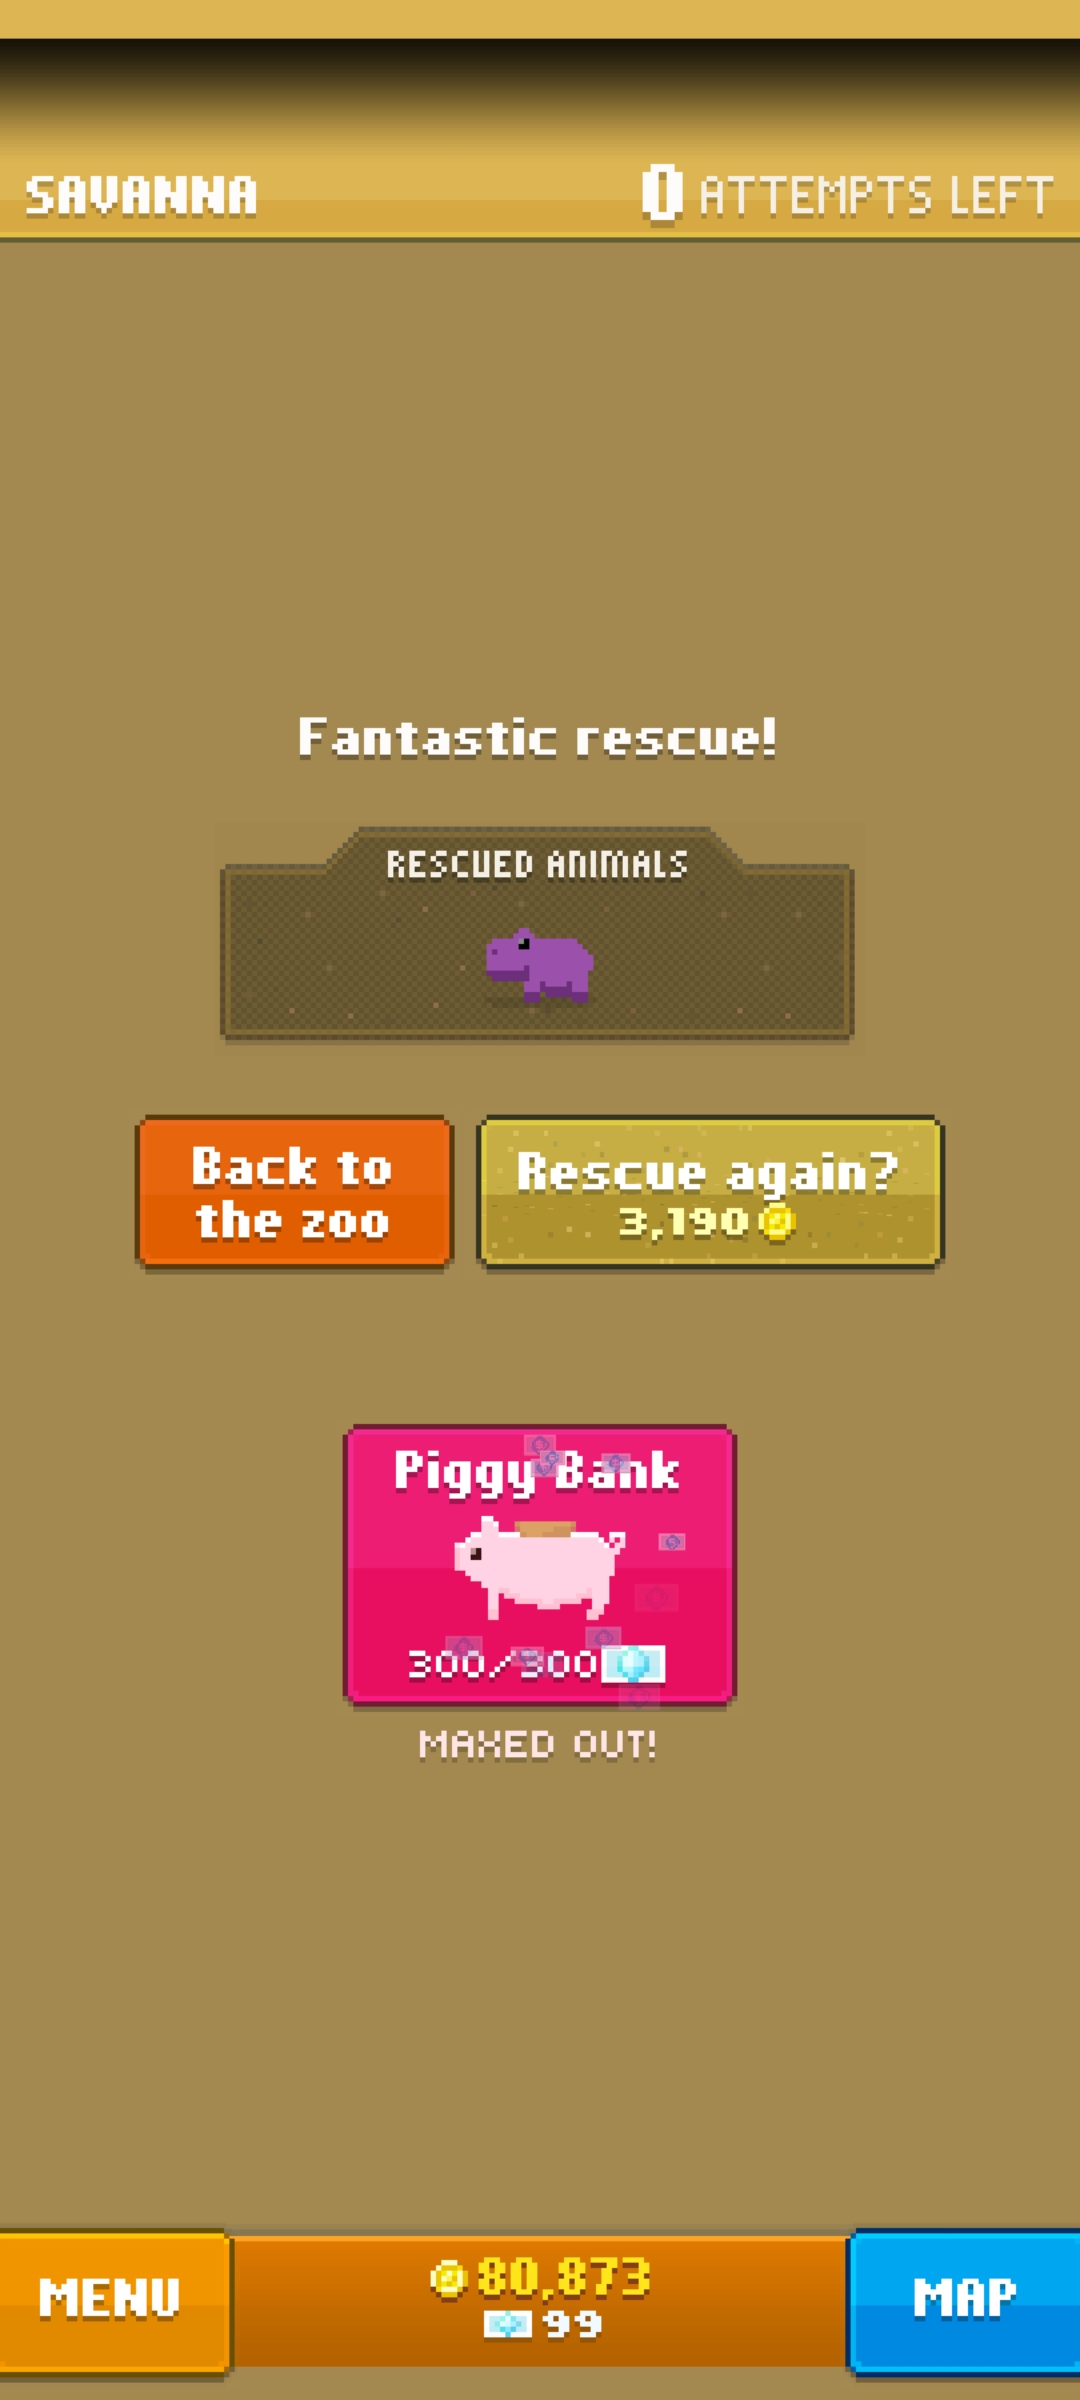 SAVANNA
0 ATTEMPTS LEFT
Fantastic rescue!
RESCUED ANIMALS
Back to
the zoo
Rescue again?
3,190
Piggy Bank
300/300
MAXED OUT!
MENU
80,873
99
MAP